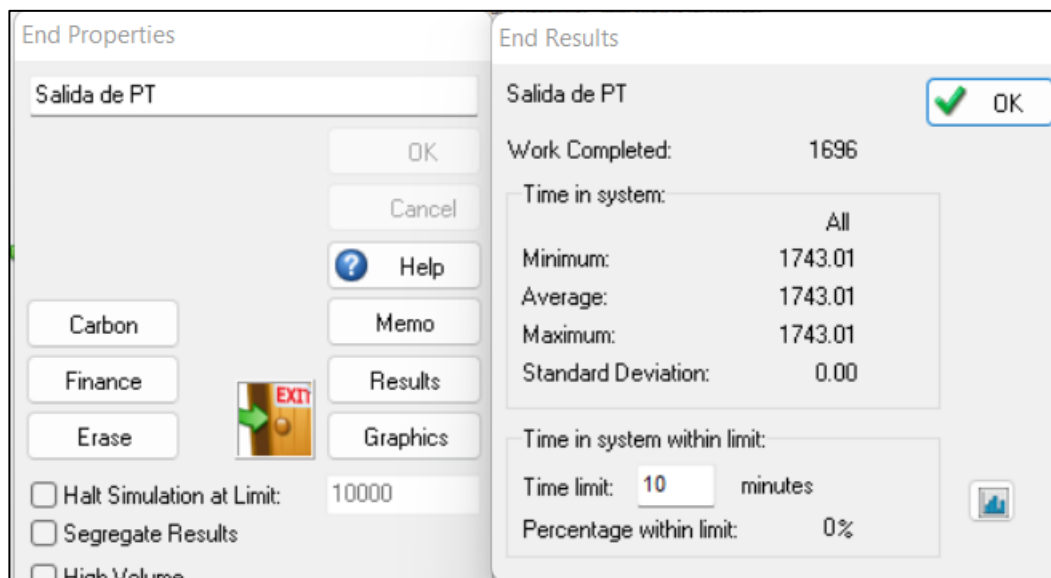 End Properties
Salida de PT
OK
Cancel
Help
Carbon
Memo
Finance
EXIT
Results
Erase
Graphics
Halt Simulation at Limit: 10000
Segregate Results
High Volume
End Results
Salida de PT
OK
Work Completed: 1696
Time in system:
All
Minimum: 1743.01
Average: 1743.01
Maximum: 1743.01
Standard Deviation: 0.00
Time in system within limit:
Time limit: 10 minutes
Percentage within limit: 0%